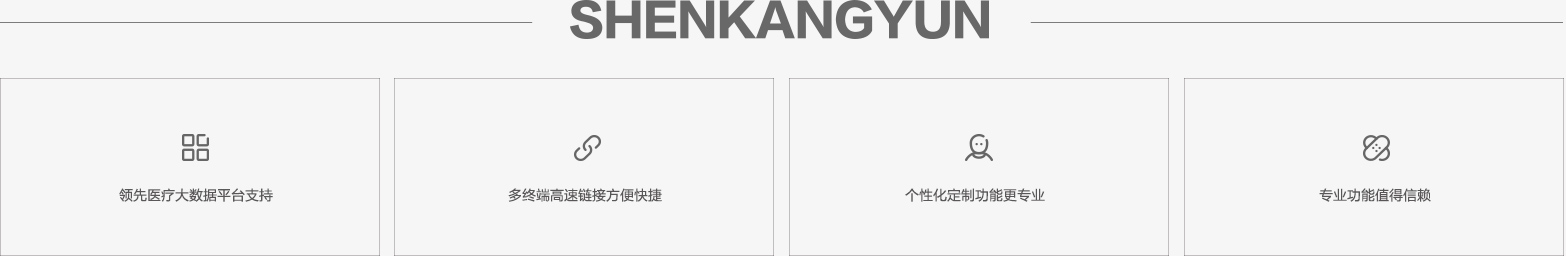 SHENKANGYUN
领先医疗大数据平台支持
多终端高速链接方便快捷
个性化定制功能更专业
专业功能值得信赖